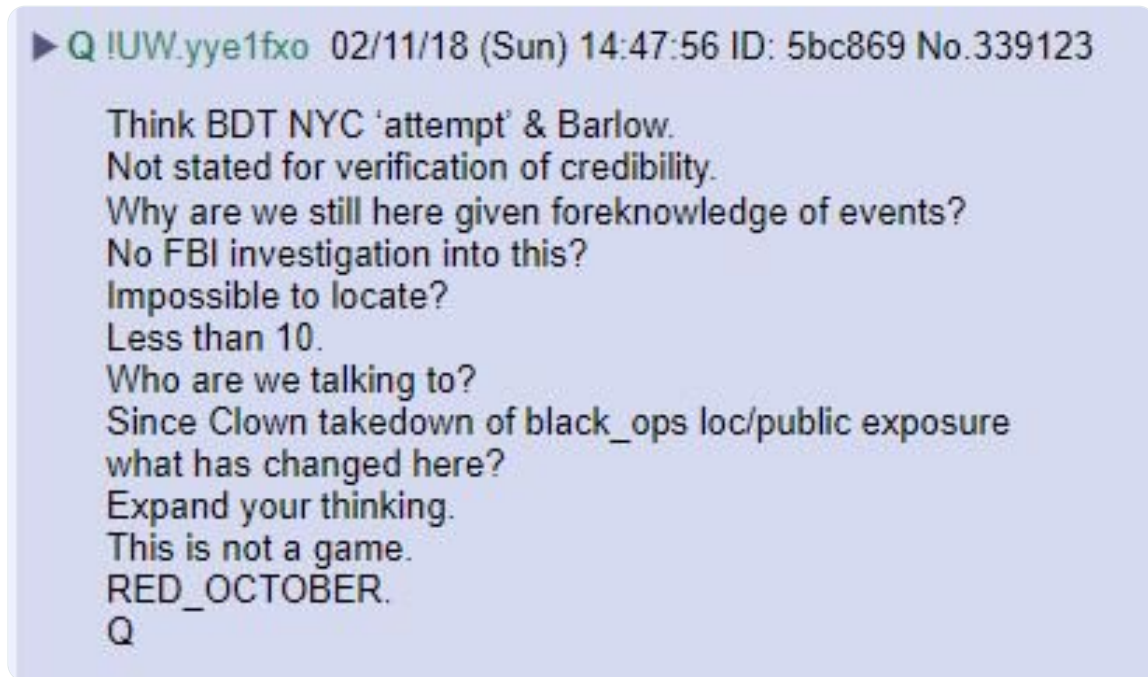 ▶ Q !UW.yye1fxo 02/11/18 (Sun) 14:47:56 ID: 5bc869 No.339123
Think BDT NYC ‘attempt’ & Barlow.
Not stated for verification of credibility.
Why are we still here given foreknowledge of events?
No FBI investigation into this?
Impossible to locate?
Less than 10.
Who are we talking to?
Since Clown takedown of black_ops loc/public exposure
what has changed here?
Expand your thinking.
This is not a game.
RED_OCTOBER.
Q